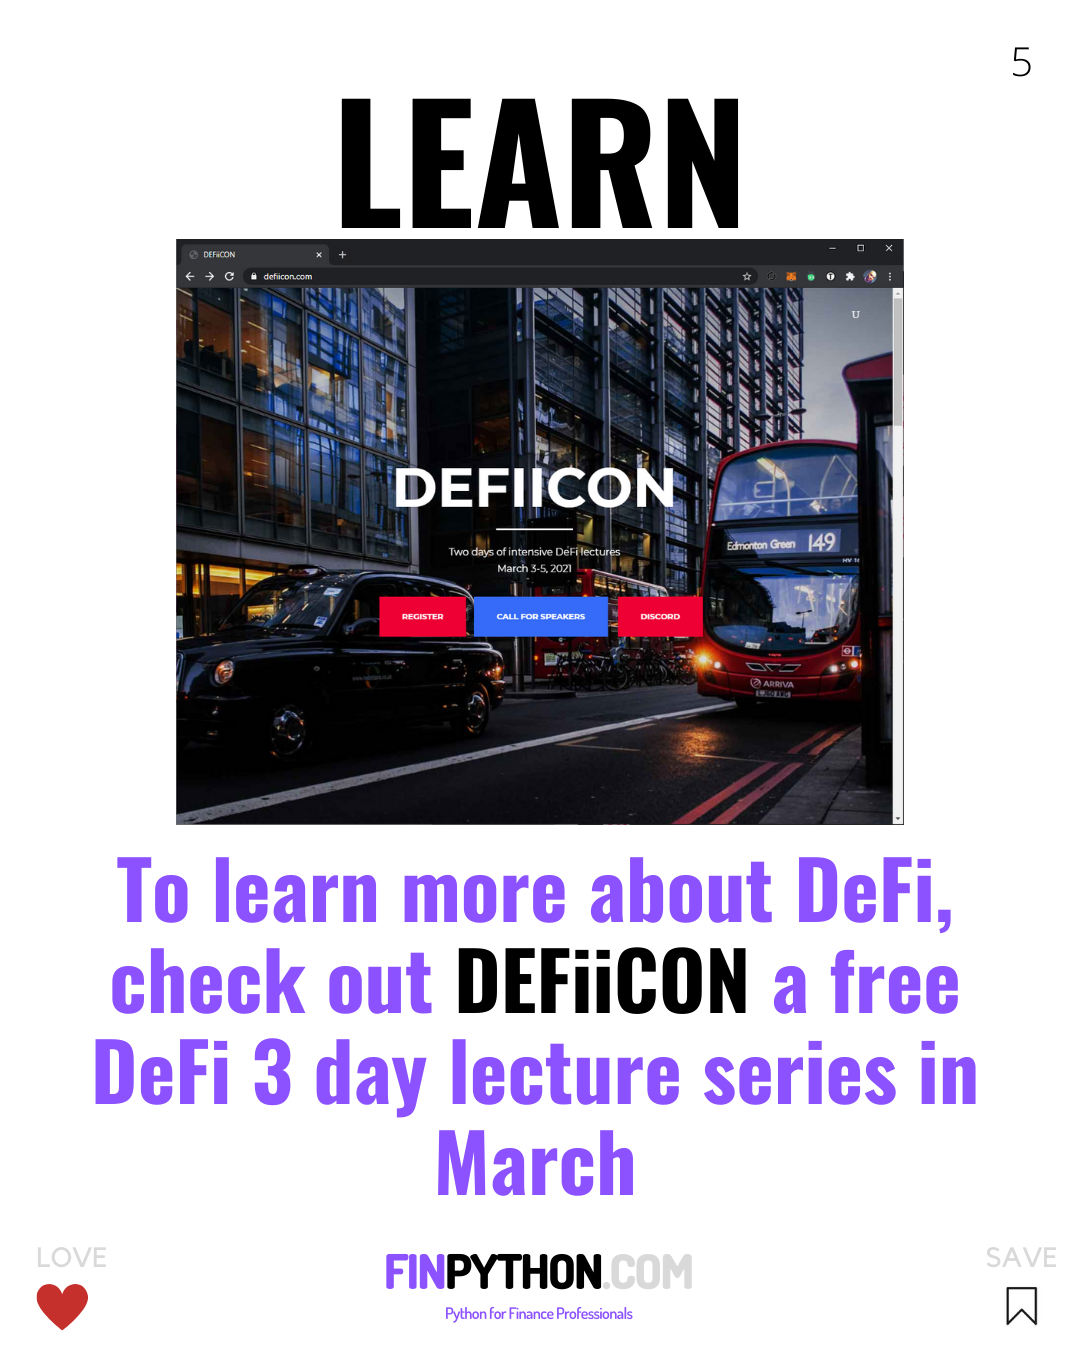 5
LEARN
DEFiiCON
defiicon.com
U
DEFIICON
Two days of intensive DeFi lectures
March 3-5, 2021
REGISTER CALL FOR SPEAKERS DISCORD
Edmonton Green 149
ARRIVA
To learn more about DeFi,
check out DEFiiCON a free
DeFi 3 day lecture series in
March
LOVE
FINPYTHON.COM
Python for Finance Professionals
SAVE